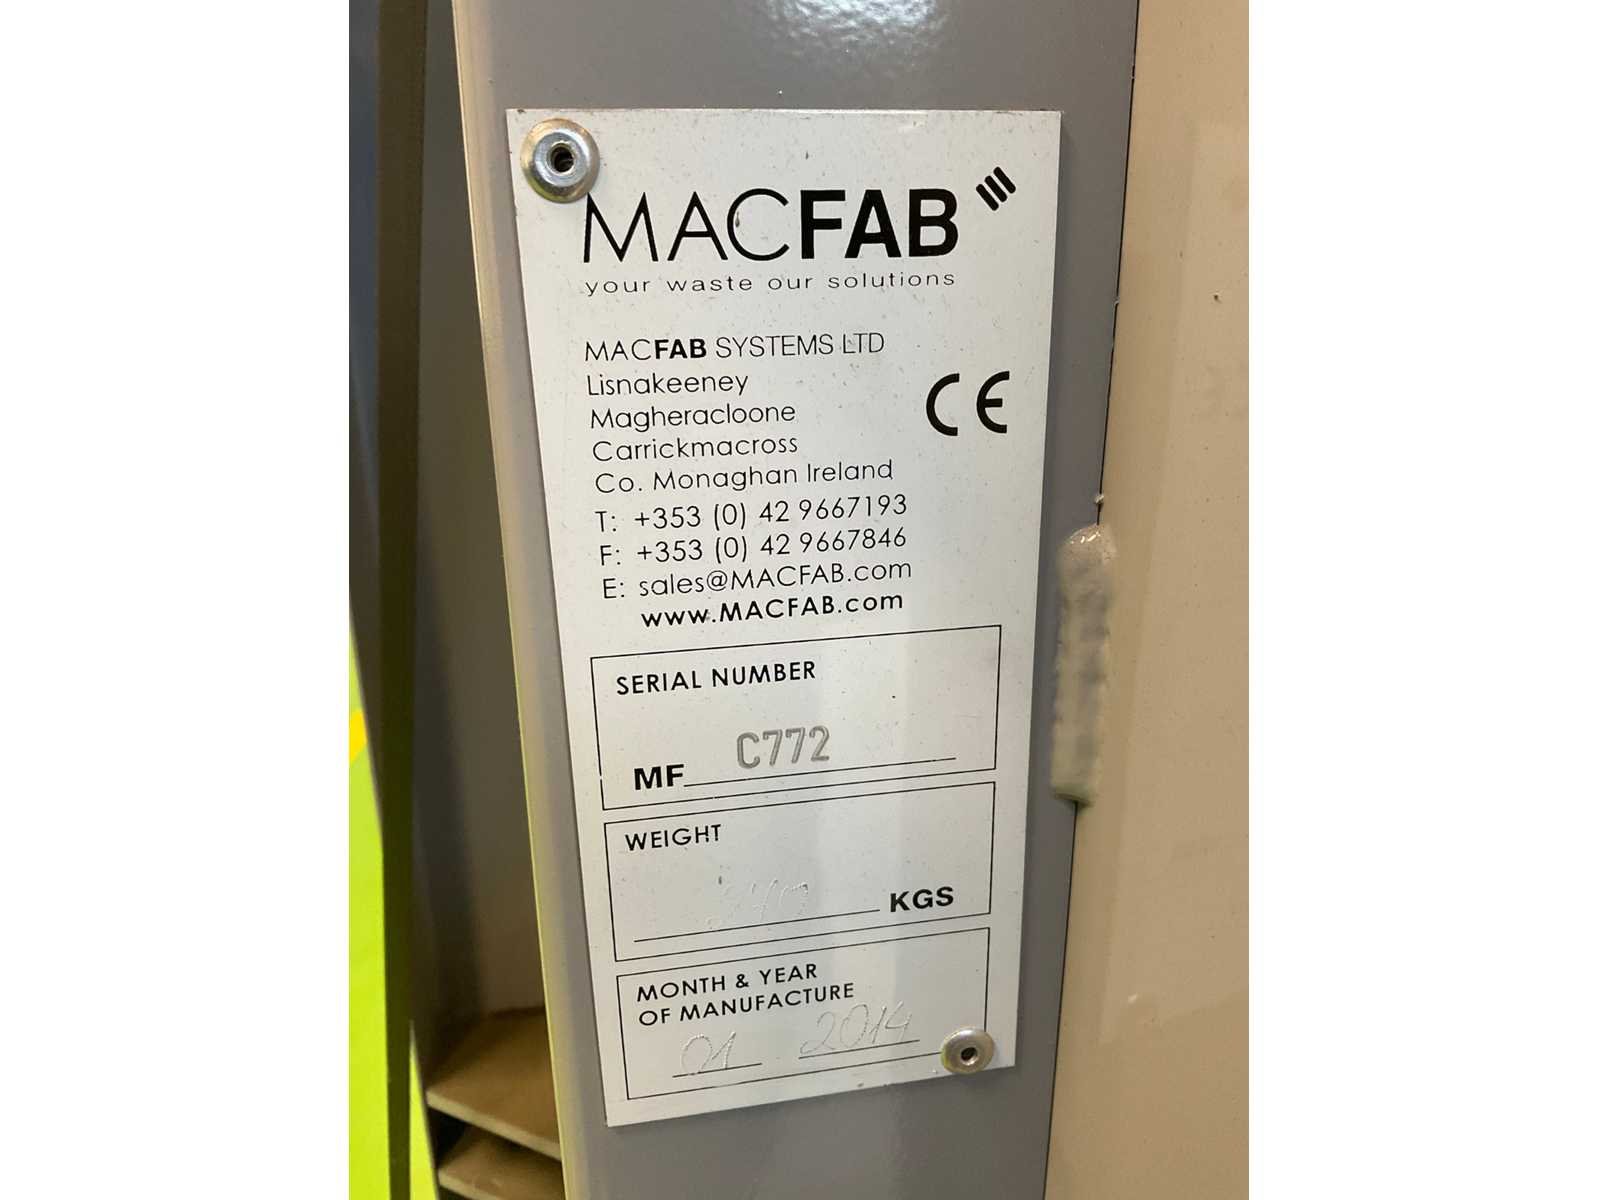 MACFAB
your waste our solutions
MACFAB SYSTEMS LTD
Lisnakeeney
Magheracloone
Carrickmacross
Co. Monaghan Ireland
T: +353 (0) 42 9667193
F: +353 (0) 42 9667846
E: sales@MACFAB.com
www.MACFAB.com
CE
SERIAL NUMBER
MF C772
WEIGHT
KGS
MONTH & YEAR
OF MANUFACTURE
01 2014